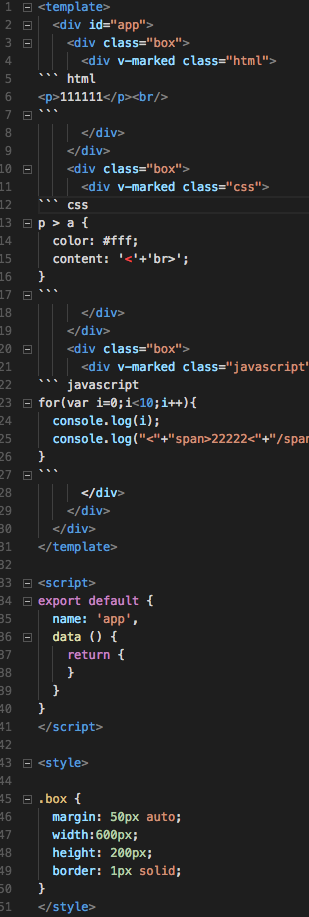 1 <template>
2 <div id="app">
3 <div class="box">
4 <div v-marked class="html">
5 ``` html
6 <p>111111</p><br/>
7 ```
8 </div>
9 </div>
10 <div class="box">
11 <div v-marked class="css">
12 ``` css
13 p > a {
14 color: #fff;
15 content: '<'+'br>';
16 }
17 ```
18 </div>
19 </div>
20 <div class="box">
21 <div v-marked class="javascript"
22 ``` javascript
23 for(var i=0;i<10;i++){
24 console.log(i);
25 console.log("<"+"span>22222<"+"/spa
26 }
27 ```
28 </div>
29 </div>
30 </div>
31 </template>
32
33 <script>
34 export default {
35 name: 'app',
36 data () {
37 return {
38 }
39 }
40 }
41 </script>
42
43 <style>
44
45 .box {
46 margin: 50px auto;
47 width:600px;
48 height: 200px;
49 border: 1px solid;
50 }
51 </style>